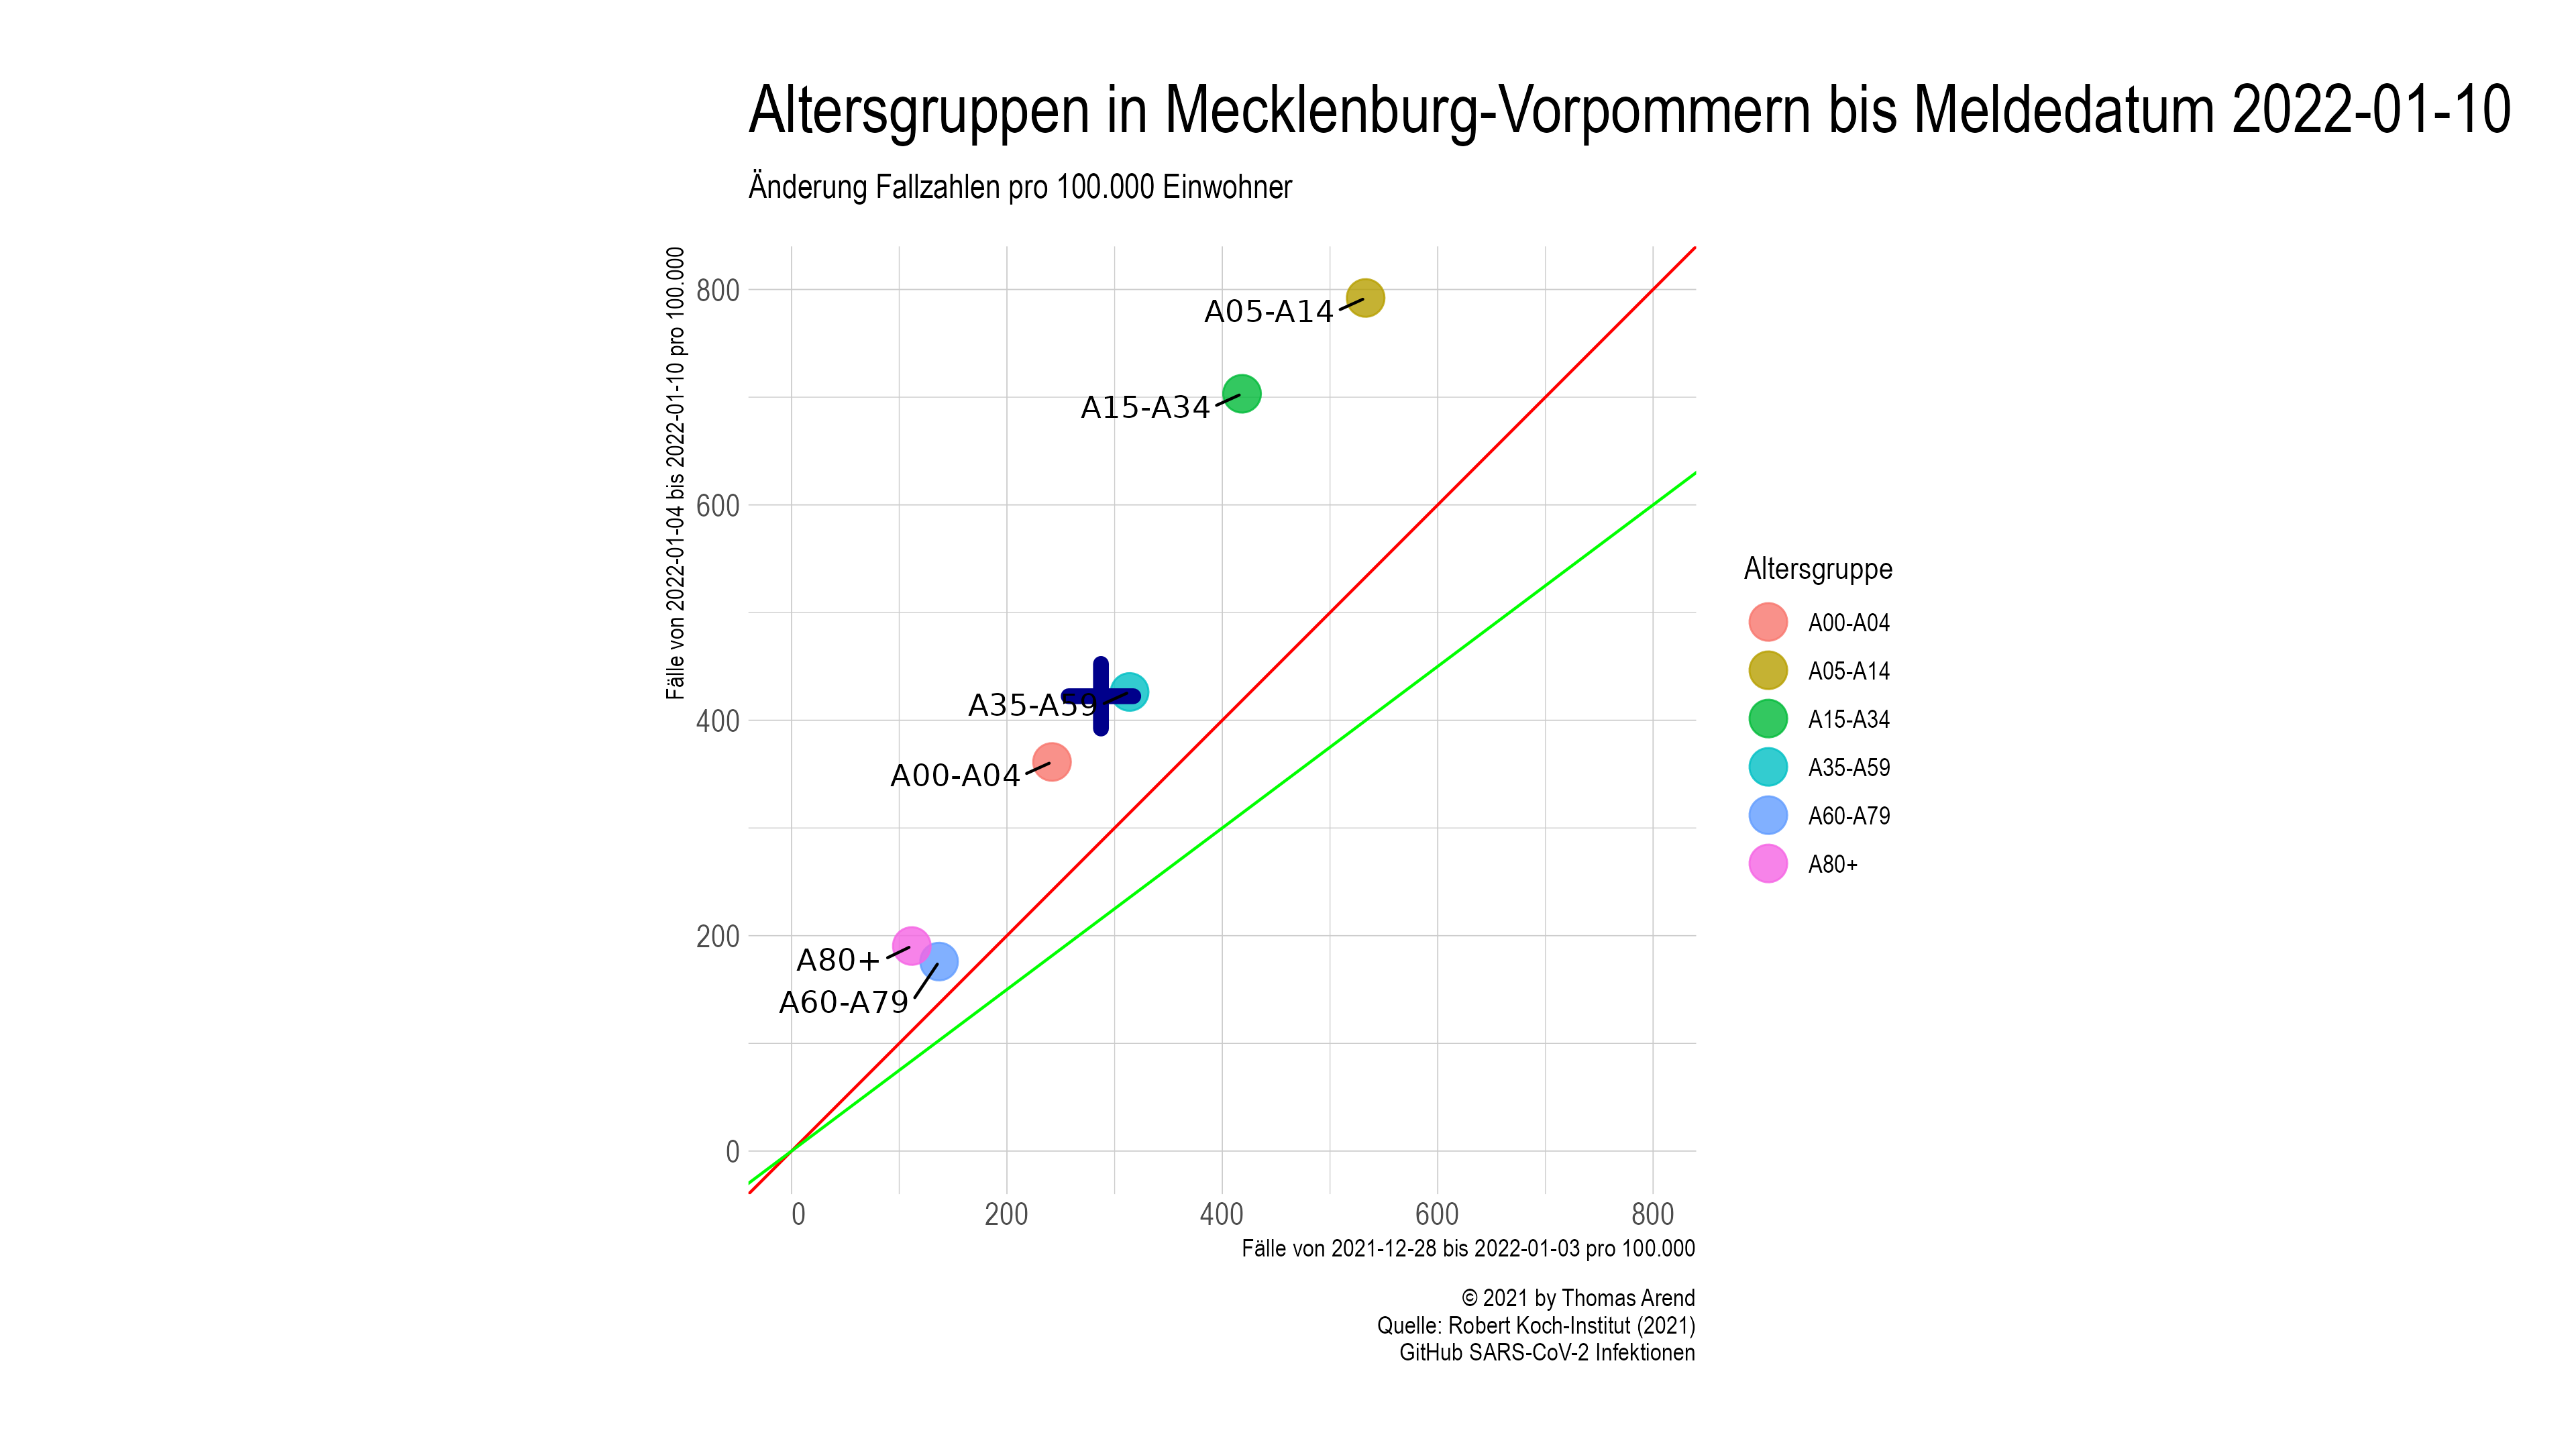 Altersgruppen in Mecklenburg-Vorpommern bis Meldedatum 2022-01-10
Änderung Fallzahlen pro 100.000 Einwohner
Fälle von 2022-01-04 bis 2022-01-10 pro 100.000
800
600
400
200
0
A05-A14
A15-A34
A35-A59
A00-A04
A80+
A60-A79
0 200 400 600 800
Fälle von 2021-12-28 bis 2022-01-03 pro 100.000
Altersgruppe
A00-A04
A05-A14
A15-A34
A35-A59
A60-A79
A80+
© 2021 by Thomas Arend
Quelle: Robert Koch-Institut (2021)
GitHub SARS-CoV-2 Infektionen